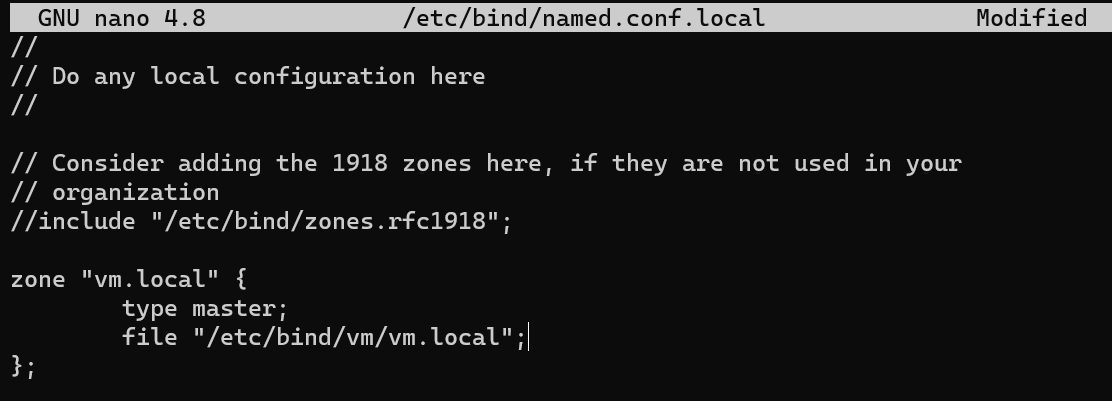 GNU nano 4.8 /etc/bind/named.conf.local Modified
//
// Do any local configuration here
//
// Consider adding the 1918 zones here, if they are not used in your
// organization
//include "/etc/bind/zones.rfc1918";
zone "vm.local" {
type master;
file "/etc/bind/vm/vm.local";
};